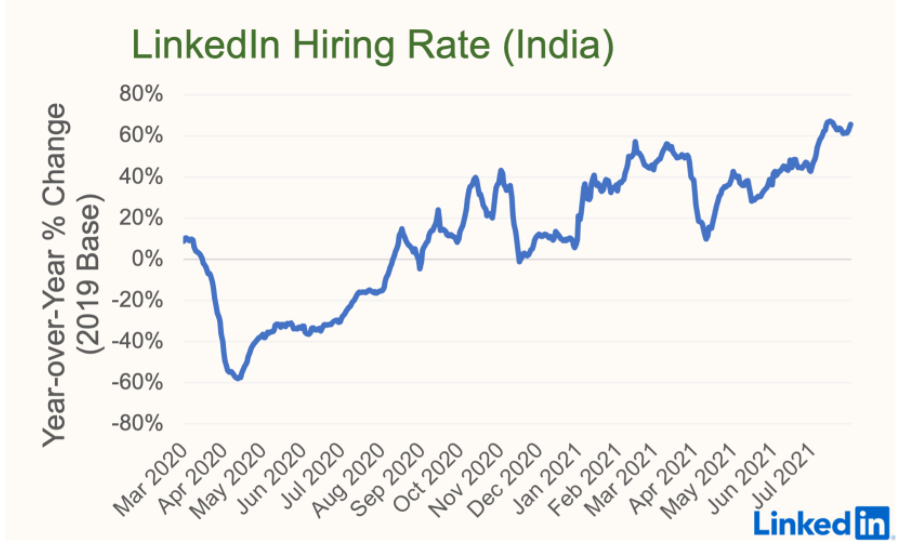 LinkedIn Hiring Rate (India)
Year-over-Year % Change
(2019 Base)
80%
60%
40%
20%
0%
-20%
-40%
-60%
-80%
Mar 2020
Apr 2020
May 2020
Jun 2020
Jul 2020
Aug 2020
Sep 2020
Oct 2020
Nov 2020
Dec 2020
Jan 2021
Feb 2021
Mar 2021
Apr 2021
May 2021
Jun 2021
Jul 2021
LinkedIn